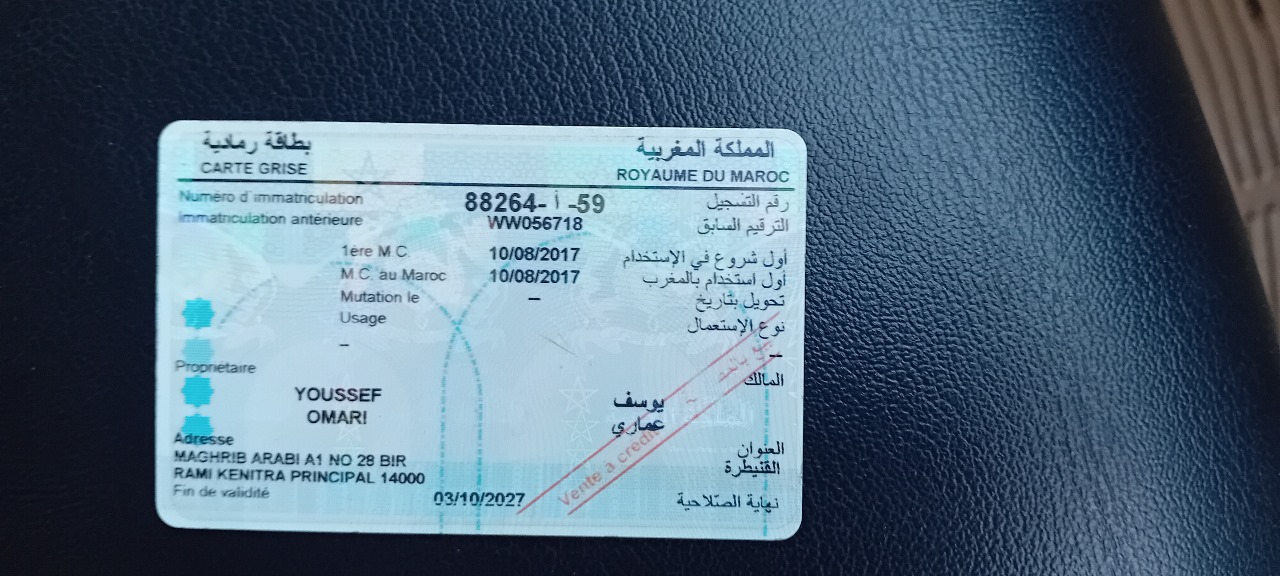 بطاقة رمادية المملكة المغربية
CARTE GRISE ROYAUME DU MAROC
Numéro d'immatriculation 88264- أ -59 رقم التسجيل
Immatriculation antérieure WW056718 الترقيم السابق
1ère M.C. 10/08/2017 أول شروع في الإستخدام
M.C. au Maroc 10/08/2017 أول استخدام بالمغرب
Mutation le – تحويل بتاريخ
Usage نوع الإستعمال
– –
Propriétaire المالك
YOUSSEF يوسف
OMARI عماري
Adresse العنوان
MAGHRIB ARABI A1 NO 28 BIR القنيطرة
RAMI KENITRA PRINCIPAL 14000
Fin de validité 03/10/2027 نهاية الصلاحية
Vente à crédit